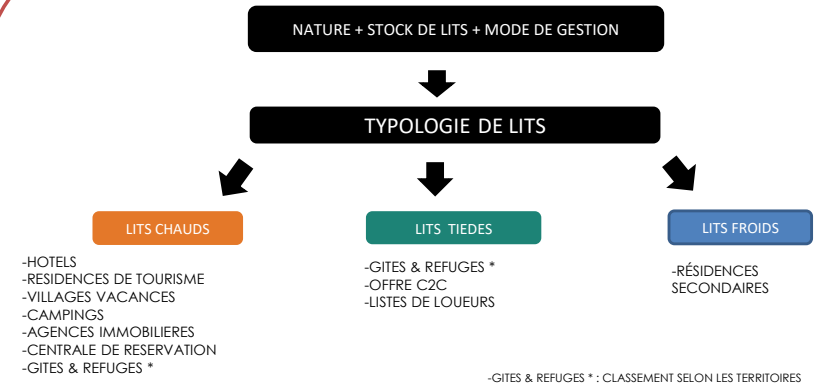 NATURE + STOCK DE LITS + MODE DE GESTION
TYPOLOGIE DE LITS
LITS CHAUDS
-HOTELS
-RESIDENCES DE TOURISME
-VILLAGES VACANCES
-CAMPINGS
-AGENCES IMMOBILIERES
-CENTRALE DE RESERVATION
-GITES & REFUGES *
LITS TIEDES
-GITES & REFUGES *
-OFFRE C2C
-LISTES DE LOUEURS
LITS FROIDS
-RÉSIDENCES
SECONDAIRES
-GITES & REFUGES * : CLASSEMENT SELON LES TERRITOIRES